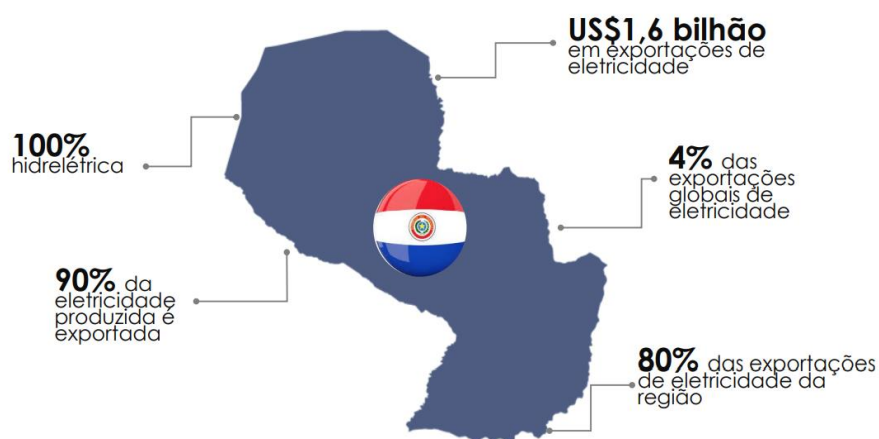 US$1,6 bilhão
em exportações de
eletricidade
100%
hidrelétrica
4% das
exportações
globais de
eletricidade
90% da
eletricidade
produzida é
exportada
80% das exportações
de eletricidade da
região